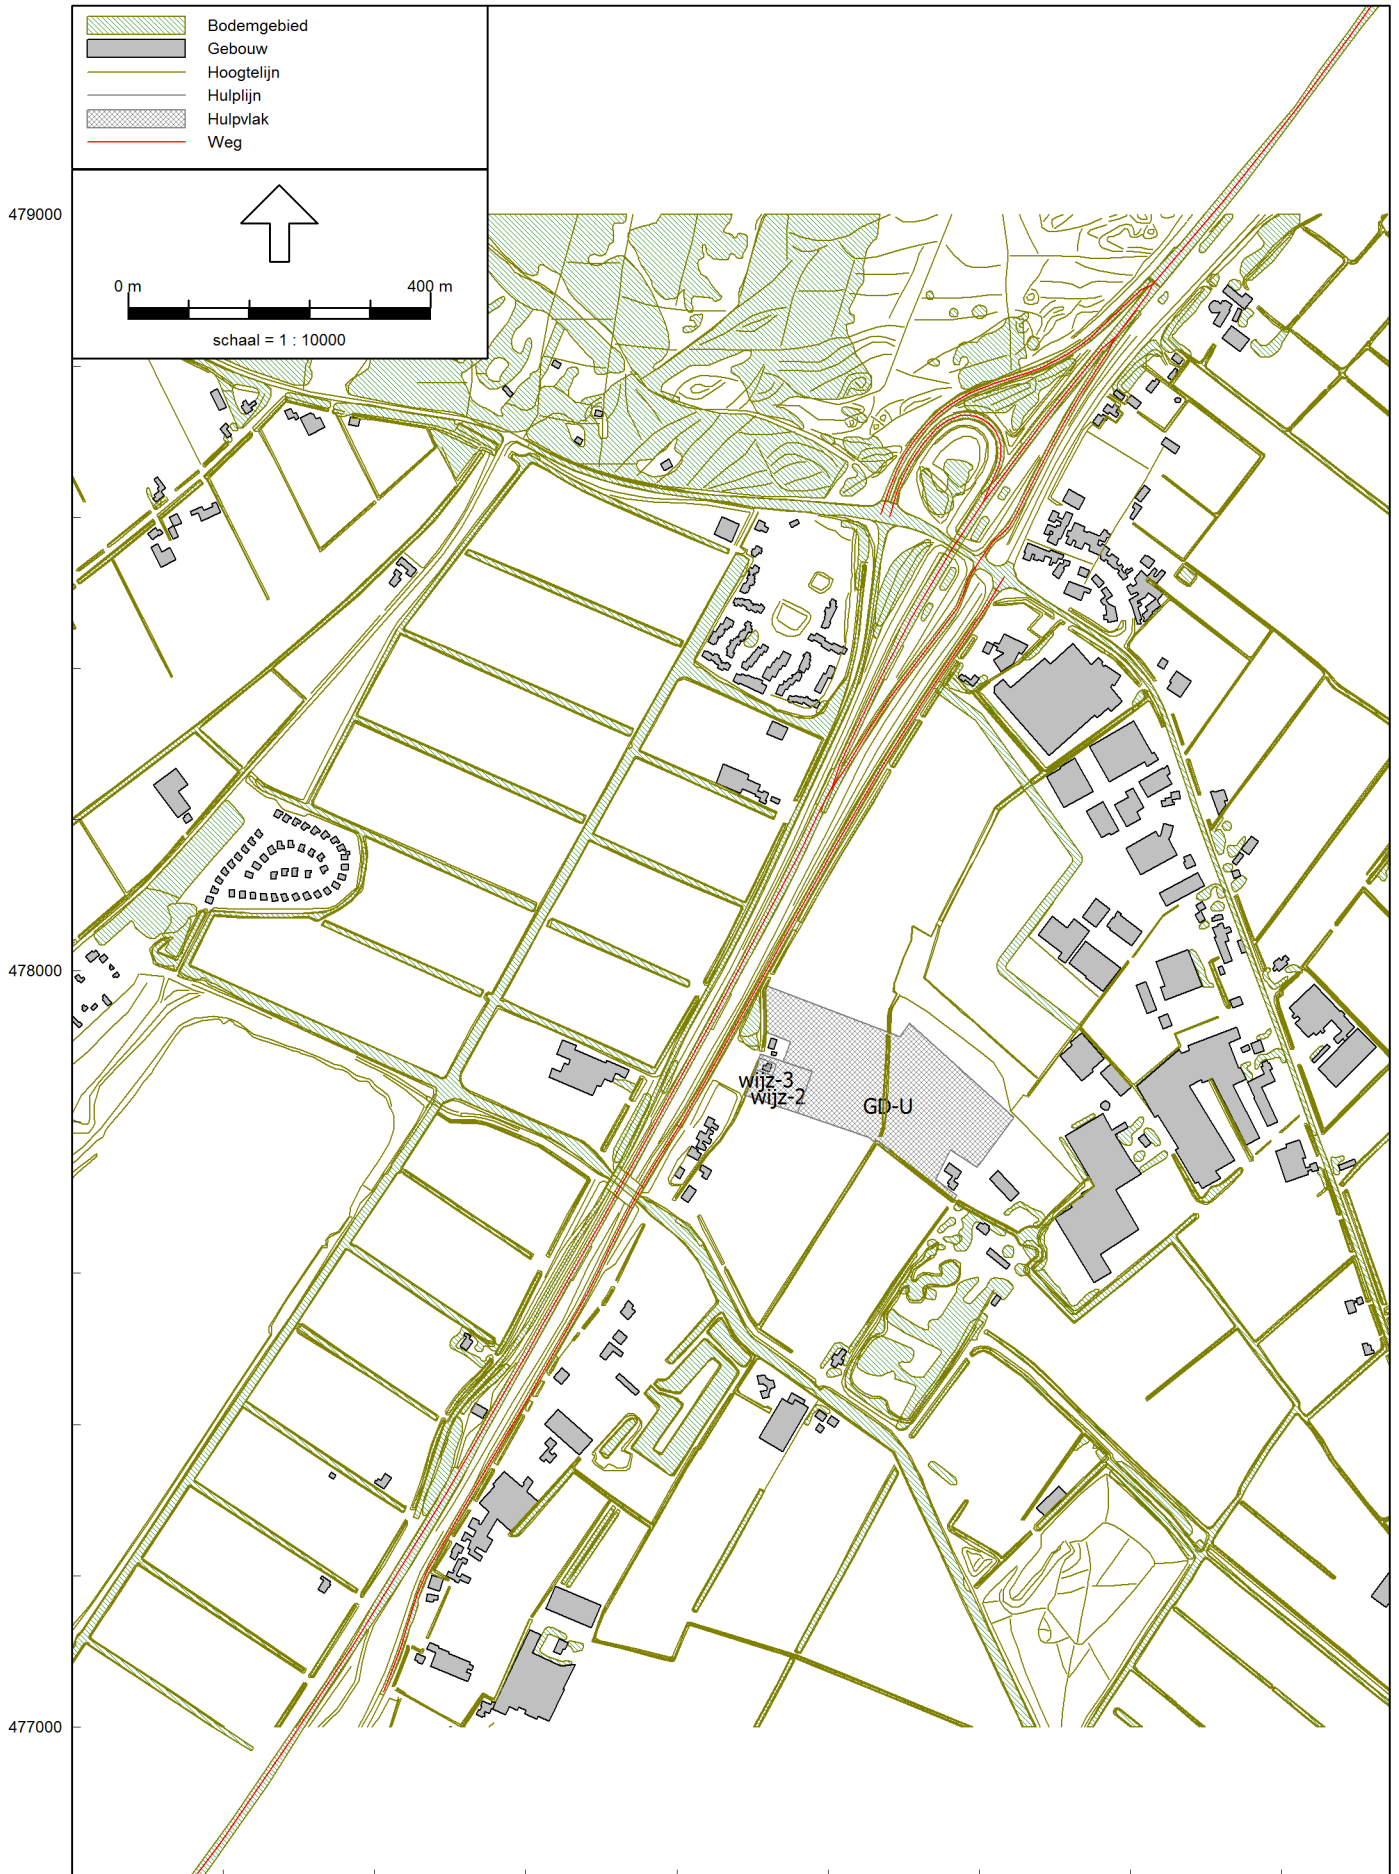 Bodemgebied
Gebouw
Hoogtelijn
Hulplijn
Hulpvlak
Weg
0 m 400 m
schaal = 1 : 10000
479000
478000
wijz-3
wijz-2
GD-U
477000